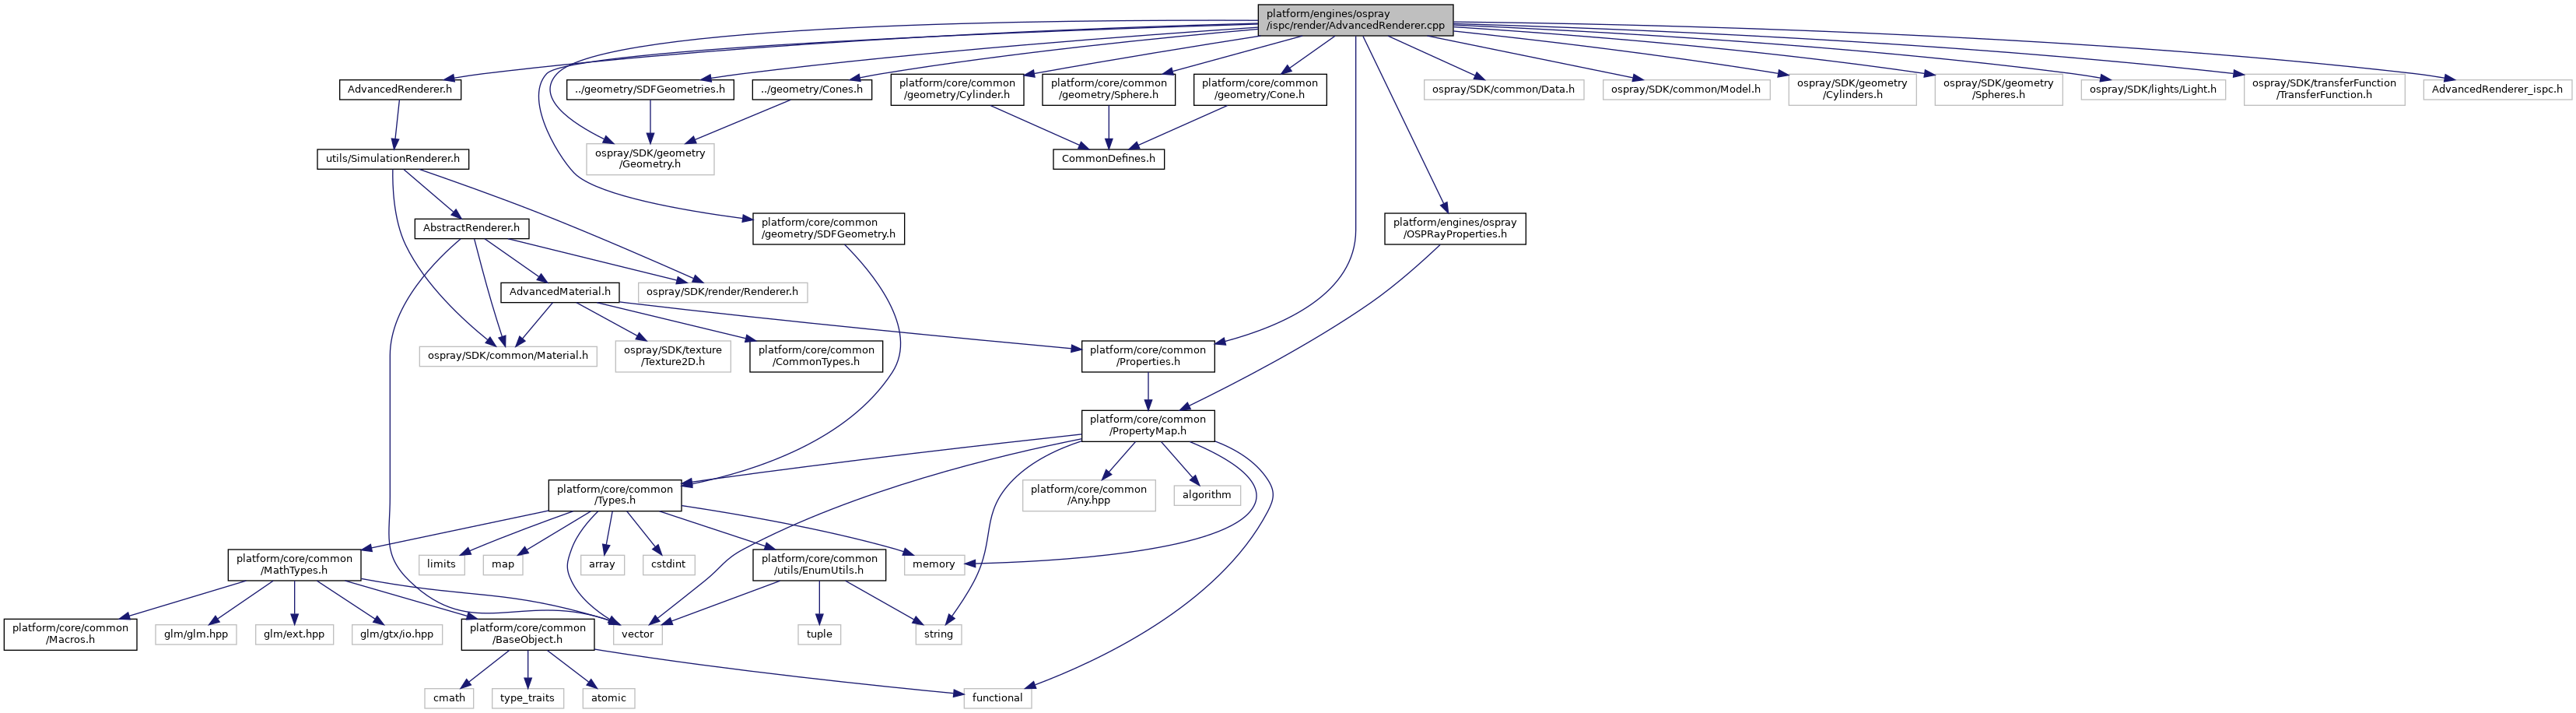 platform/engines/ospray
/ispc/render/AdvancedRenderer.cpp
AdvancedRenderer.h
../geometry/SDFGeometries.h
../geometry/Cones.h
platform/core/common
/geometry/Cylinder.h
platform/core/common
/geometry/Sphere.h
platform/core/common
/geometry/Cone.h
ospray/SDK/common/Data.h
ospray/SDK/common/Model.h
ospray/SDK/geometry
/Cylinders.h
ospray/SDK/geometry
/Spheres.h
ospray/SDK/lights/Light.h
ospray/SDK/transferFunction
/TransferFunction.h
AdvancedRenderer_ispc.h
utils/SimulationRenderer.h
ospray/SDK/geometry
/Geometry.h
CommonDefines.h
AbstractRenderer.h
platform/core/common
/geometry/SDFGeometry.h
platform/engines/ospray
/OSPRayProperties.h
AdvancedMaterial.h
ospray/SDK/render/Renderer.h
ospray/SDK/common/Material.h
ospray/SDK/texture
/Texture2D.h
platform/core/common
/CommonTypes.h
platform/core/common
/Properties.h
platform/core/common
/PropertyMap.h
platform/core/common
/Types.h
platform/core/common
/Any.hpp
algorithm
platform/core/common
/MathTypes.h
limits
map
array
cstdint
platform/core/common
/utils/EnumUtils.h
memory
platform/core/common
/Macros.h
glm/glm.hpp
glm/ext.hpp
glm/gtx/io.hpp
platform/core/common
/BaseObject.h
vector
tuple
string
cmath
type_traits
atomic
functional